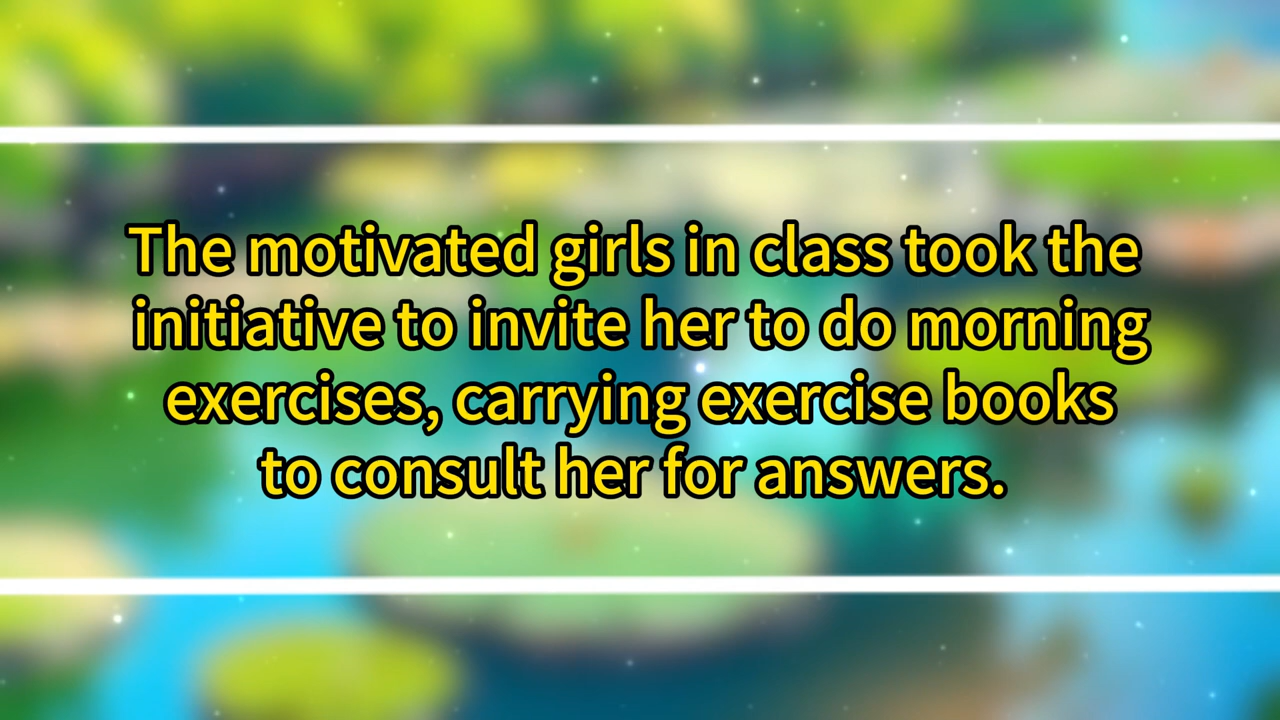 The motivated girls in class took the
initiative to invite her to do morning
exercises, carrying exercise books
to consult her for answers.